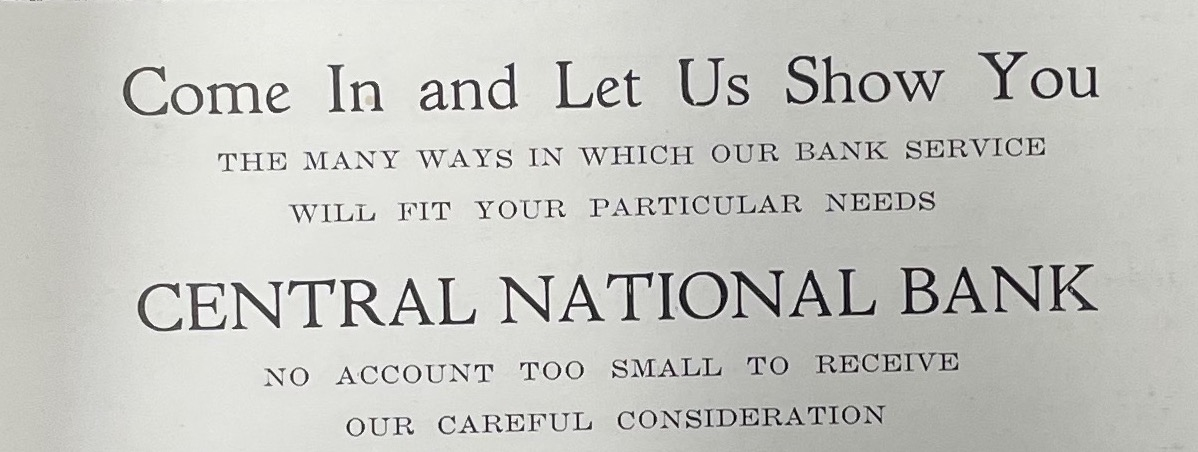 Come In and Let Us Show You
THE MANY WAYS IN WHICH OUR BANK SERVICE
WILL FIT YOUR PARTICULAR NEEDS
CENTRAL NATIONAL BANK
NO ACCOUNT TOO SMALL TO RECEIVE
OUR CAREFUL CONSIDERATION